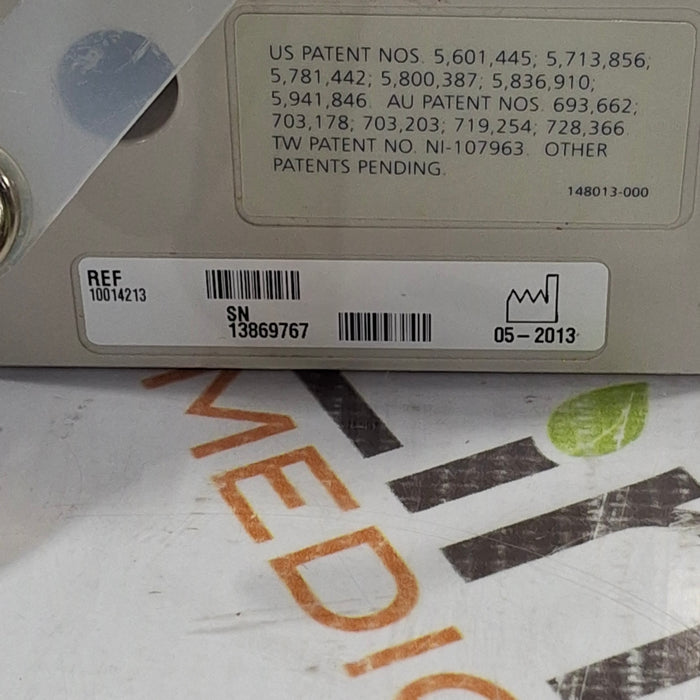 US PATENT NOS. 5,601,445; 5,713,856;
5,781,442; 5,800,387; 5,836,910;
5,941,846. AU PATENT NOS. 693,662;
703,178; 703,203; 719,254; 728,366.
TW PATENT NO. NI-107963. OTHER
PATENTS PENDING.
148013-000
REF
10014213
SN
13869767
05-2013
MEDIC